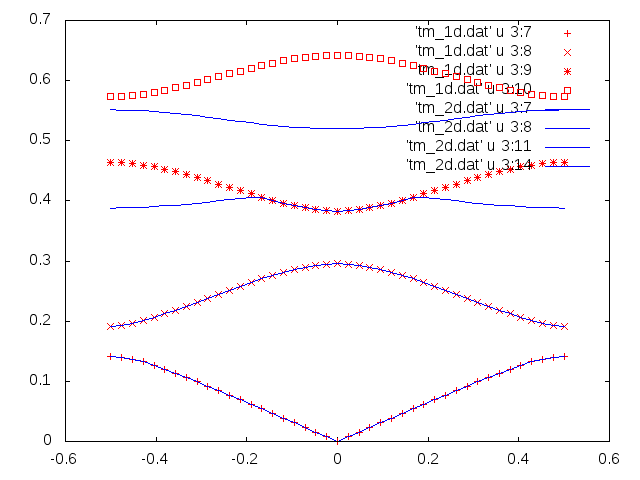 0.7
0.6
0.5
0.4
0.3
0.2
0.1
0
-0.6
-0.4
-0.2
0
0.2
0.4
0.6
'tm_1d.dat' u 3:7
'tm_1d.dat' u 3:8
'tm_1d.dat' u 3:9
'tm_1d.dat' u 3:10
'tm_2d.dat' u 3:7
'tm_2d.dat' u 3:8
'tm_2d.dat' u 3:11
'tm_2d.dat' u 3:14